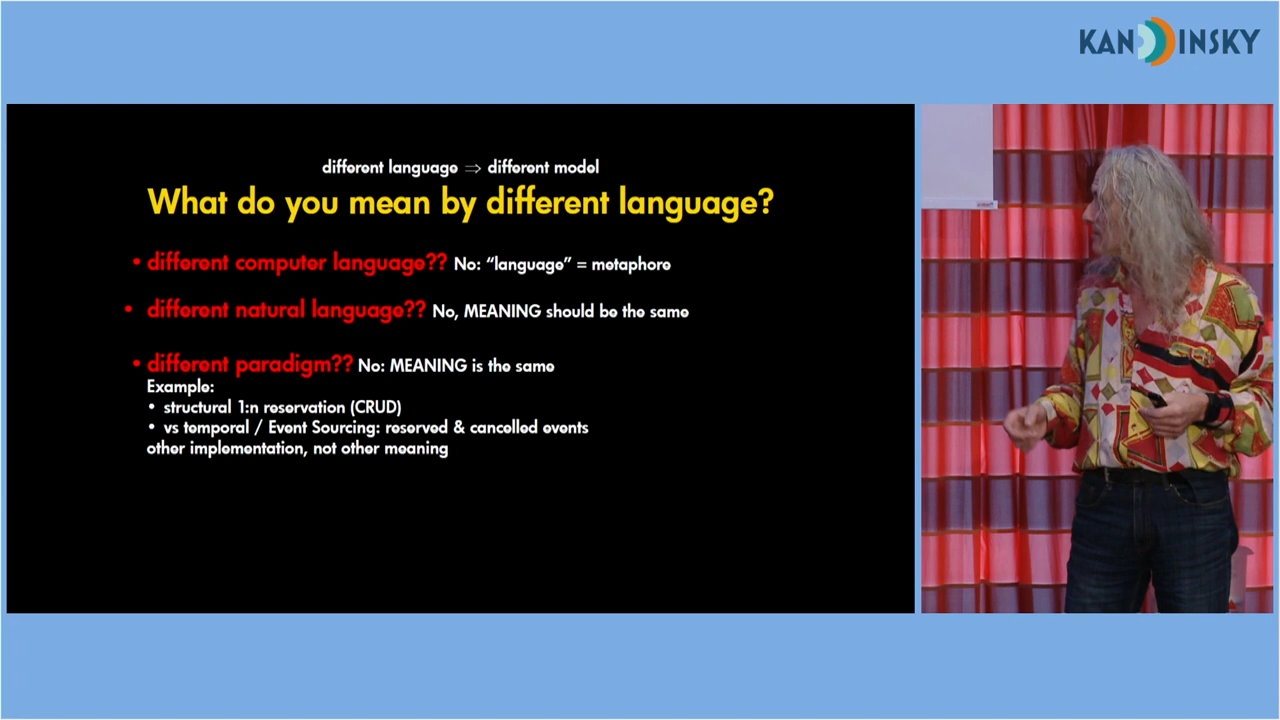 KANDDINSKY
different language ⇒ different model
What do you mean by different language?
• different computer language?? No: “language” = metaphore
• different natural language?? No, MEANING should be the same
• different paradigm?? No: MEANING is the same
Example:
• structural 1:n reservation (CRUD)
• vs temporal / Event Sourcing: reserved & cancelled events
other implementation, not other meaning